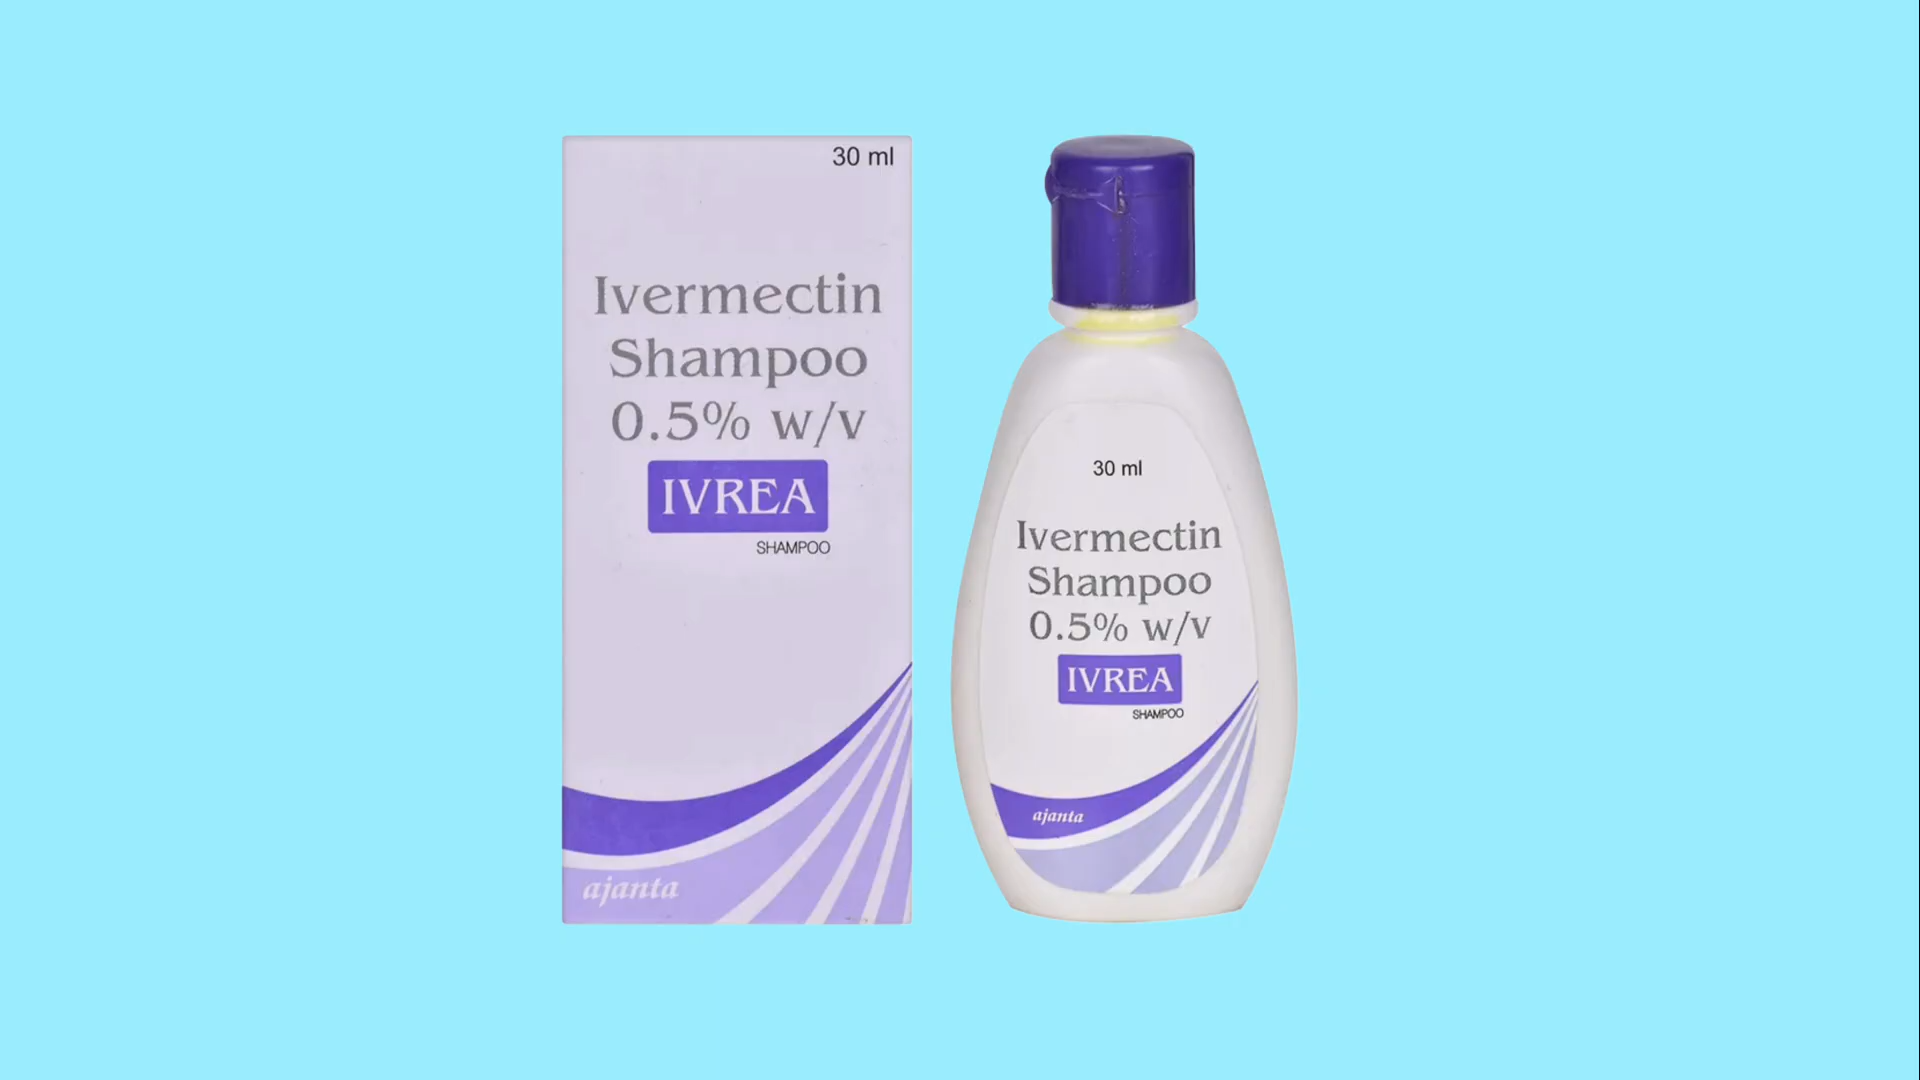 30 ml
Ivermectin
Shampoo
0.5% w/v
IVREA
SHAMPOO
ajanta
30 ml
Ivermectin
Shampoo
0.5% w/v
IVREA
SHAMPOO
ajanta